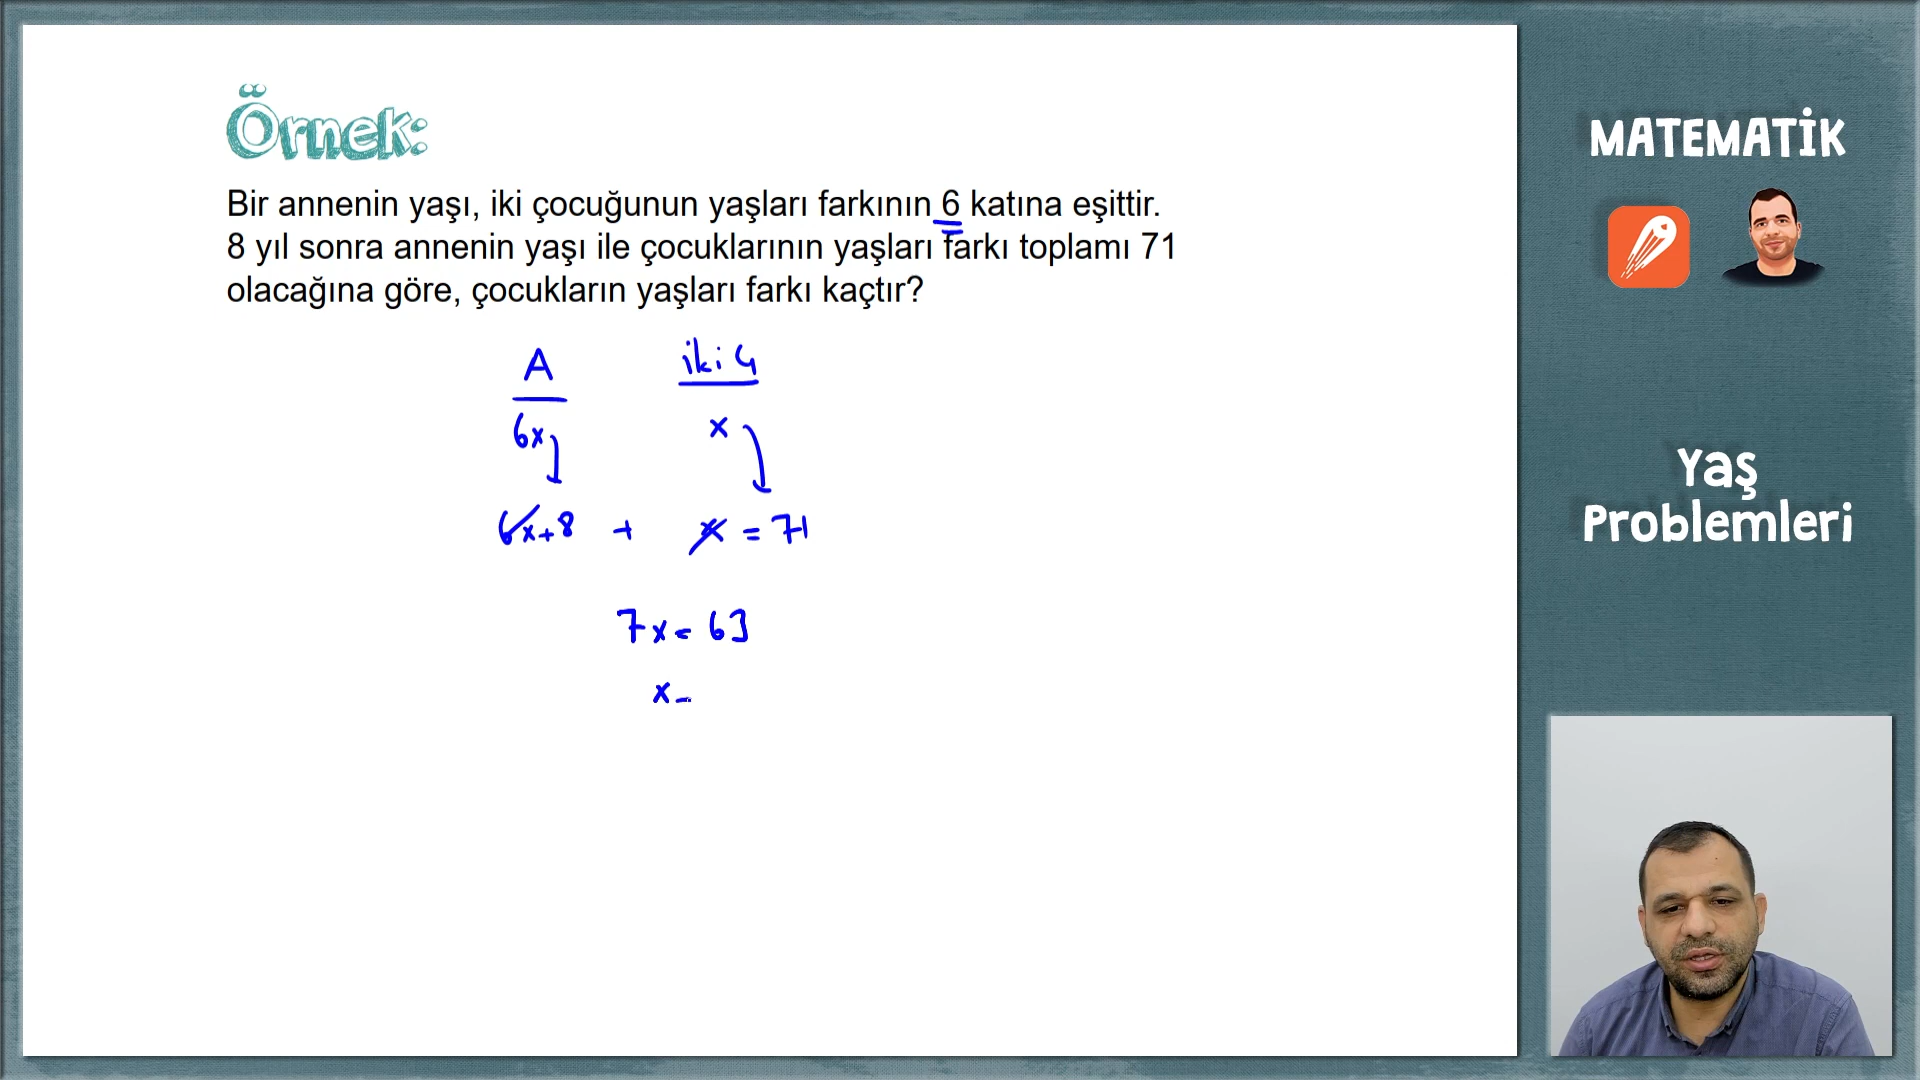 Örnek:
Bir annenin yaşı, iki çocuğunun yaşları farkının 6 katına eşittir.
8 yıl sonra annenin yaşı ile çocuklarının yaşları farkı toplamı 71
olacağına göre, çocukların yaşları farkı kaçtır?
A iki Ç
6x x
6x+8 + x = 71
7x = 63
x =
MATEMATİK
Yaş
Problemleri